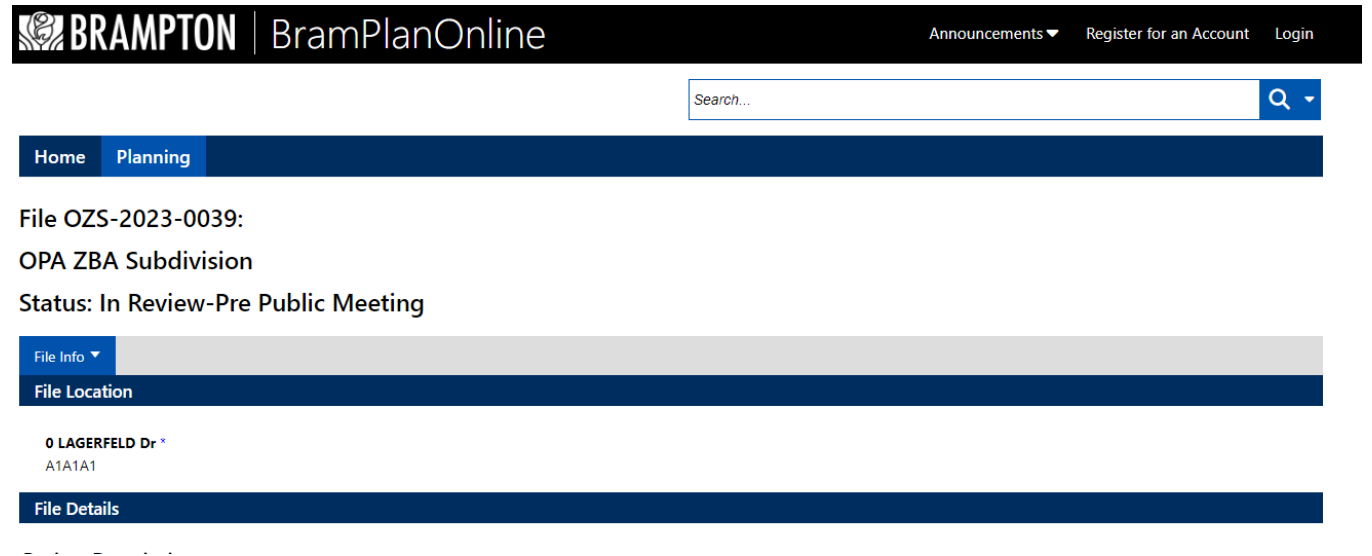 BRAMPTON | BramPlanOnline
Announcements Register for an Account Login
Search...
Home Planning
File OZS-2023-0039:
OPA ZBA Subdivision
Status: In Review-Pre Public Meeting
File Info
File Location
0 LAGERFELD Dr *
A1A1A1
File Details